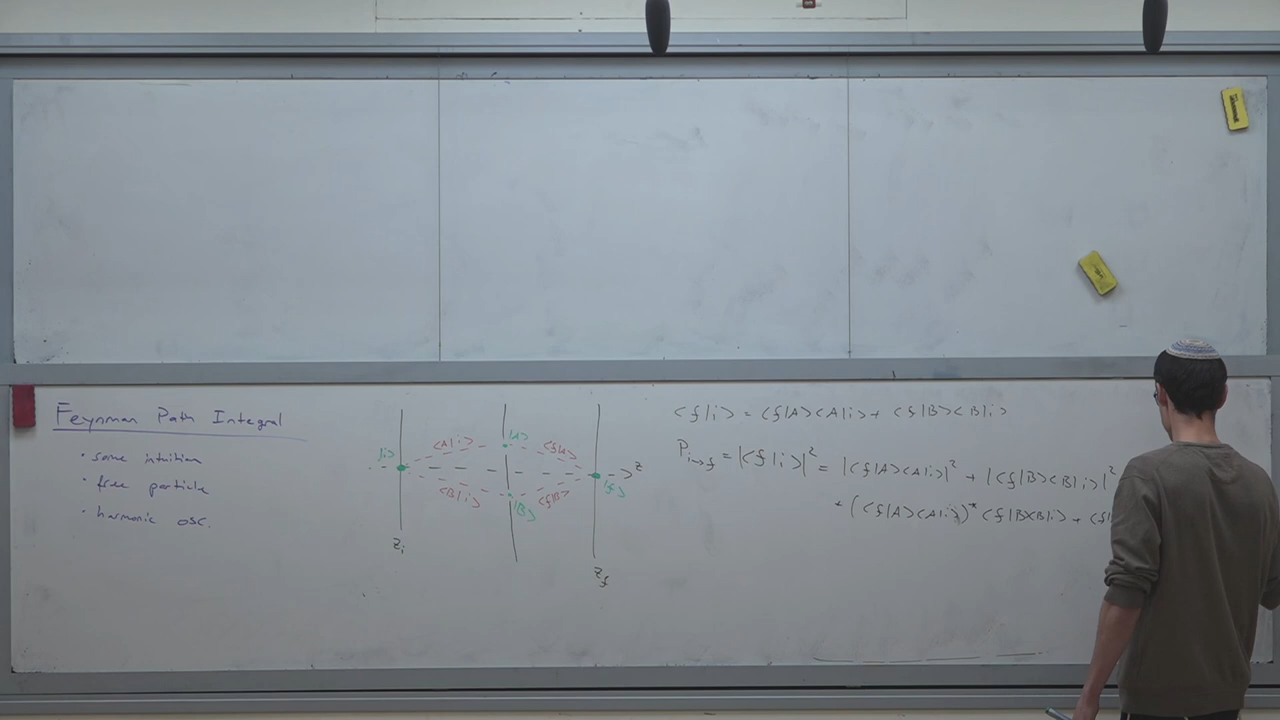 Feynman Path Integral
• some intuition
• free particle
• harmonic osc.
|i>
<A|i>
|A>
<f|A>
z
<B|i>
|B>
<f|B>
|f>
z_i
z_f
<f|i> = <f|A><A|i> + <f|B><B|i>
P_{i→f} = |<f|i>|^2 = |<f|A><A|i>|^2 + |<f|B><B|i>|^2
+ (<f|A><A|i>)^* <f|B><B|i> + <f|